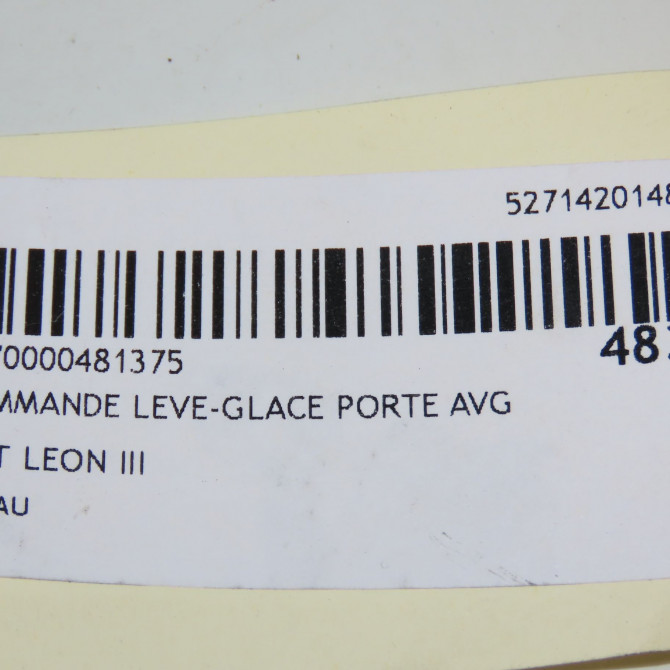 527142014
70000481375
48
MMANDE LEVE-GLACE PORTE AVG
T LEON III
AU